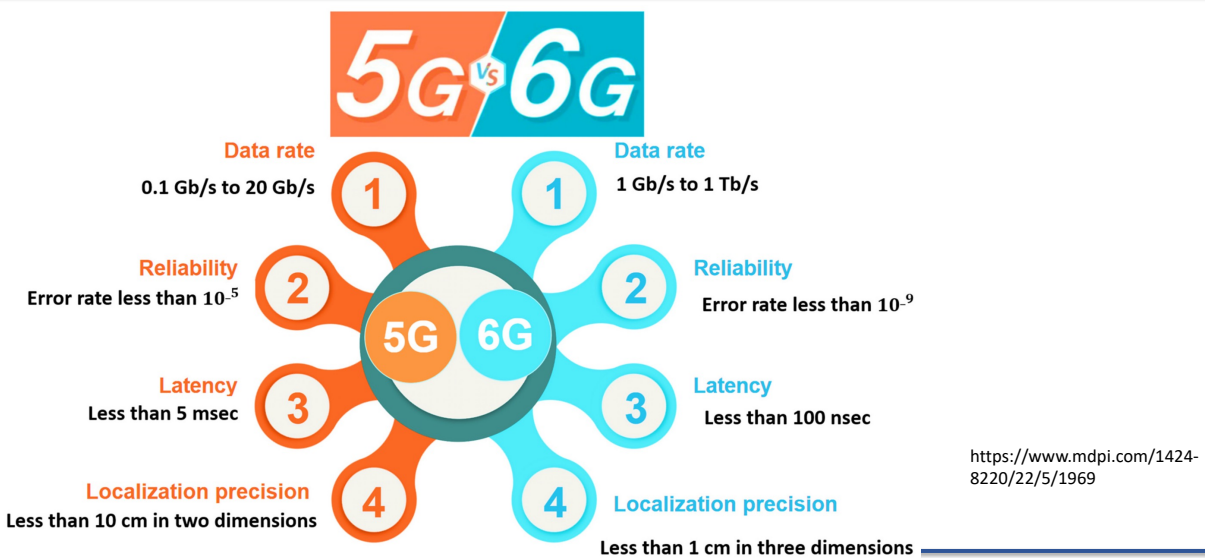 5G vs 6G
Data rate
0.1 Gb/s to 20 Gb/s
1
Reliability
Error rate less than 10-⁵
2
Latency
Less than 5 msec
3
Localization precision
Less than 10 cm in two dimensions
4
5G
6G
Data rate
1 Gb/s to 1 Tb/s
1
Reliability
Error rate less than 10-⁹
2
Latency
Less than 100 nsec
3
Localization precision
Less than 1 cm in three dimensions
4
https://www.mdpi.com/1424-
8220/22/5/1969